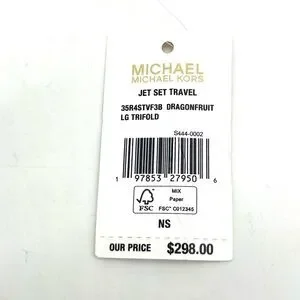 MICHAEL
MICHAEL KORS
JET SET TRAVEL
35R4STVF3B DRAGONFRUIT
LG TRIFOLD
S444-0002
1 97853 27950 6
FSC
MIX
Paper
FSC® C012345
NS
OUR PRICE $298.00